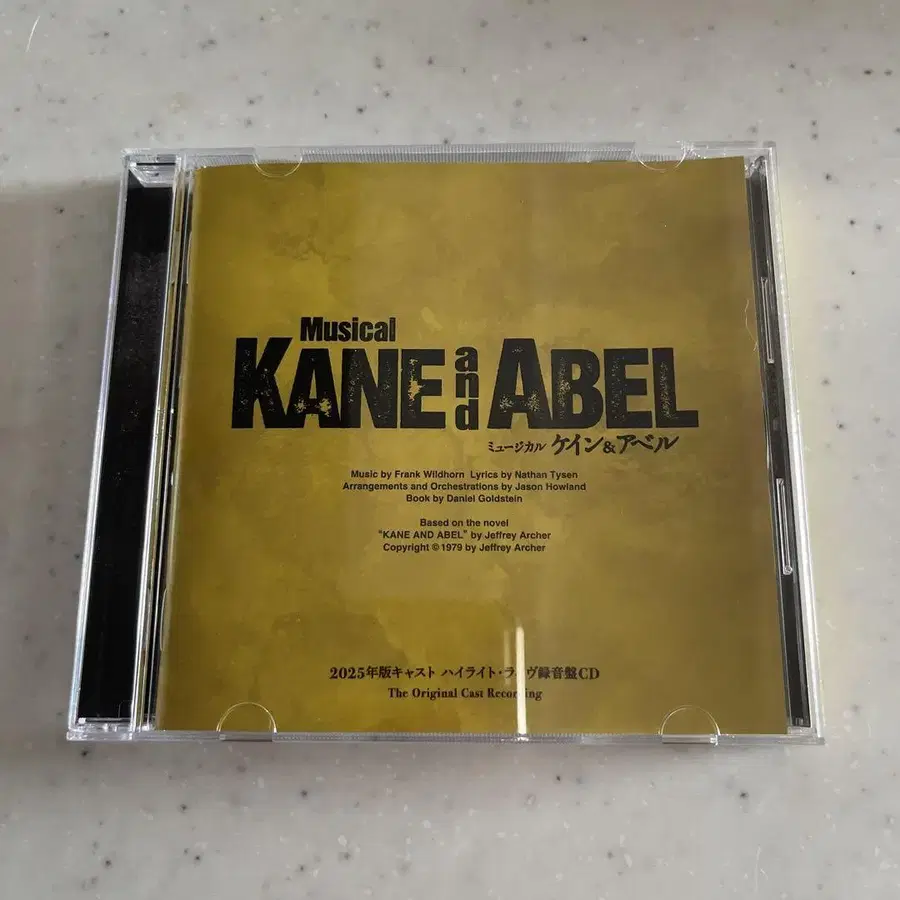 Musical
KANE and ABEL
ミュージカル ケイン&アベル
Music by Frank Wildhorn Lyrics by Nathan Tysen
Arrangements and Orchestrations by Jason Howland
Book by Daniel Goldstein
Based on the novel
"KANE AND ABEL" by Jeffrey Archer
Copyright © 1979 by Jeffrey Archer
2025年版キャスト ハイライト・ライヴ録音盤CD
The Original Cast Recording